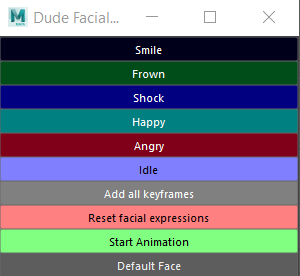 Dude Facial...
Smile
Frown
Shock
Happy
Angry
Idle
Add all keyframes
Reset facial expressions
Start Animation
Default Face